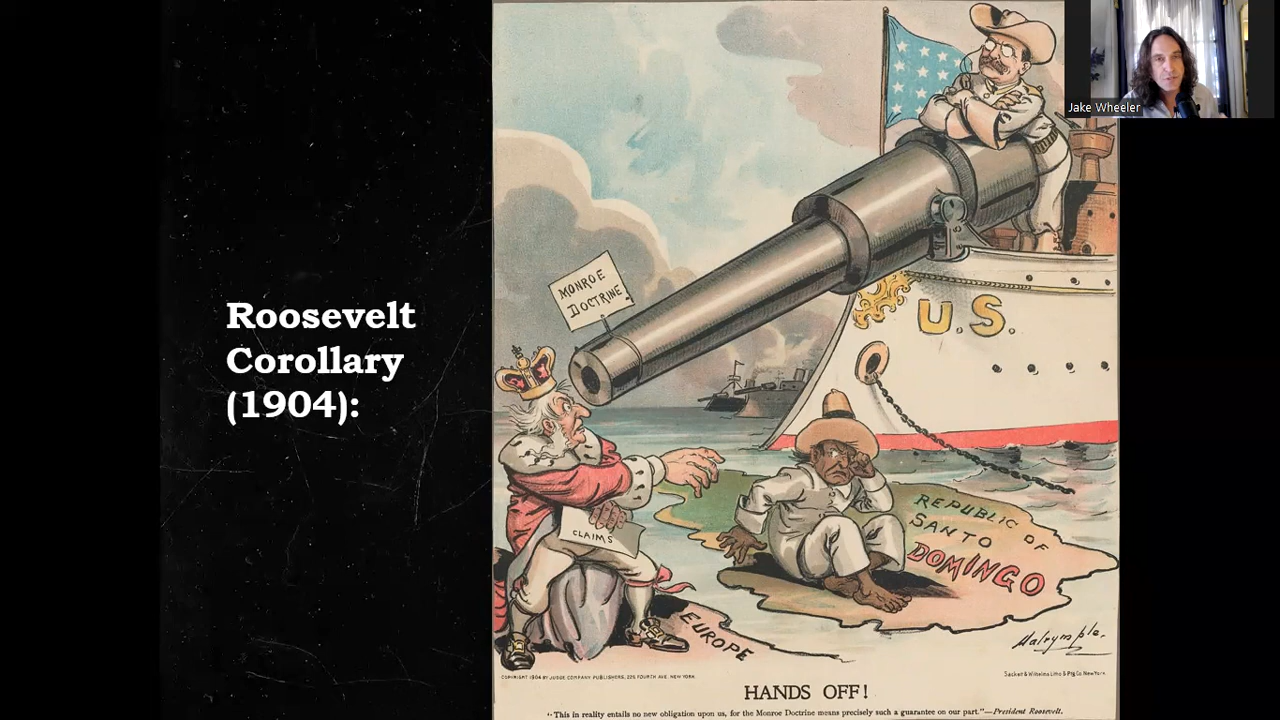 Roosevelt
Corollary
(1904):
Jake Wheeler
MONROE
DOCTRINE
U.S.
CLAIMS
REPUBLIC OF
SANTO
DOMINGO
EUROPE
Dalrymple.
COPYRIGHT 1904 BY JUDGE COMPANY PUBLISHERS, 225 FOURTH AVE. NEW YORK
Sackett & Wilhelms Litho & Ptg Co New York
HANDS OFF!
"This in reality entails no new obligation upon us, for the Monroe Doctrine means precisely such a guarantee on our part."—President Roosevelt.